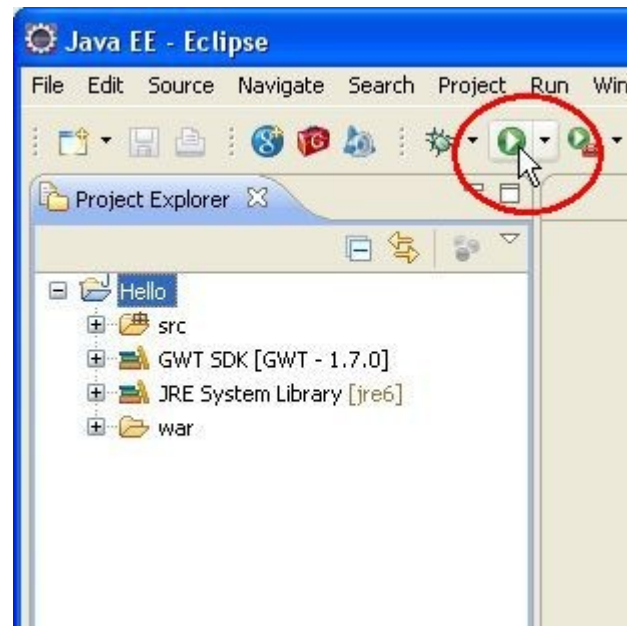 Java EE - Eclipse
File Edit Source Navigate Search Project Run Win
Project Explorer
Hello
src
GWT SDK [GWT - 1.7.0]
JRE System Library [jre6]
war